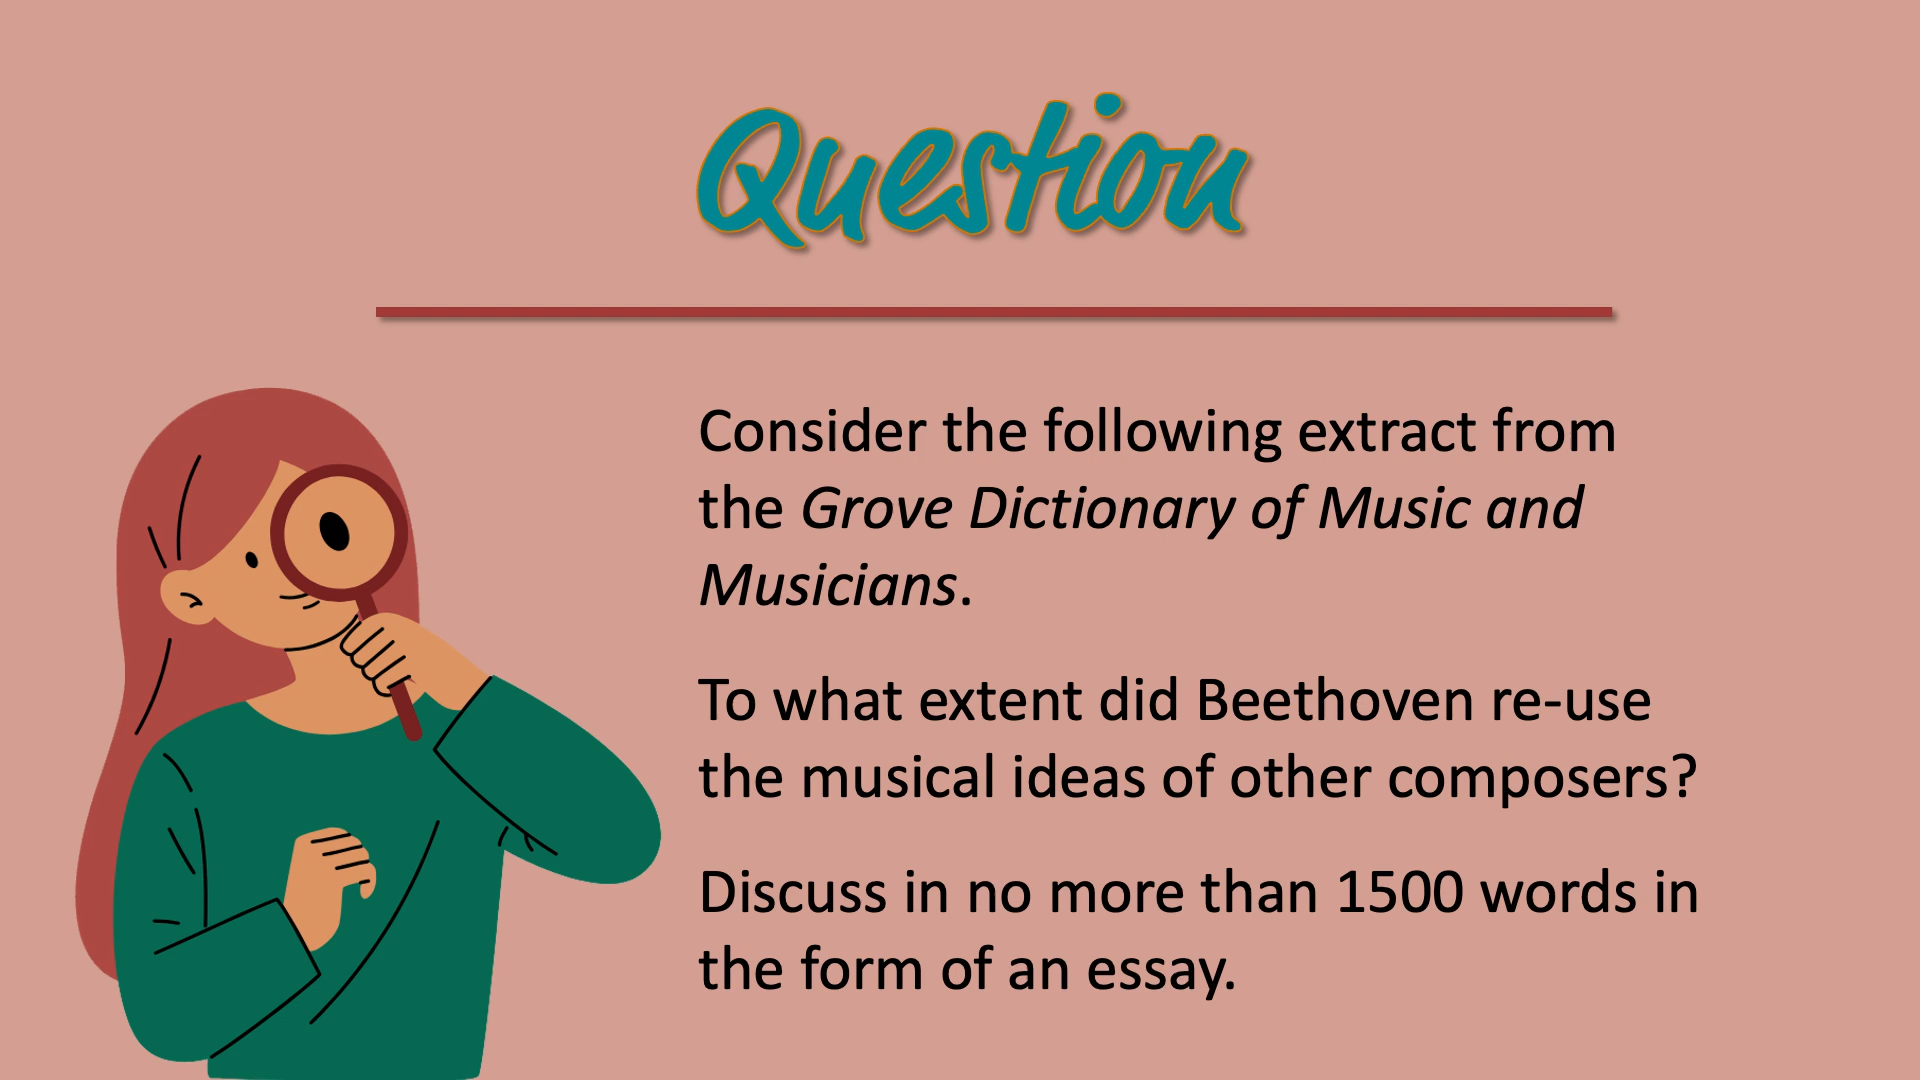 Question
Consider the following extract from
the Grove Dictionary of Music and
Musicians.
To what extent did Beethoven re-use
the musical ideas of other composers?
Discuss in no more than 1500 words in
the form of an essay.